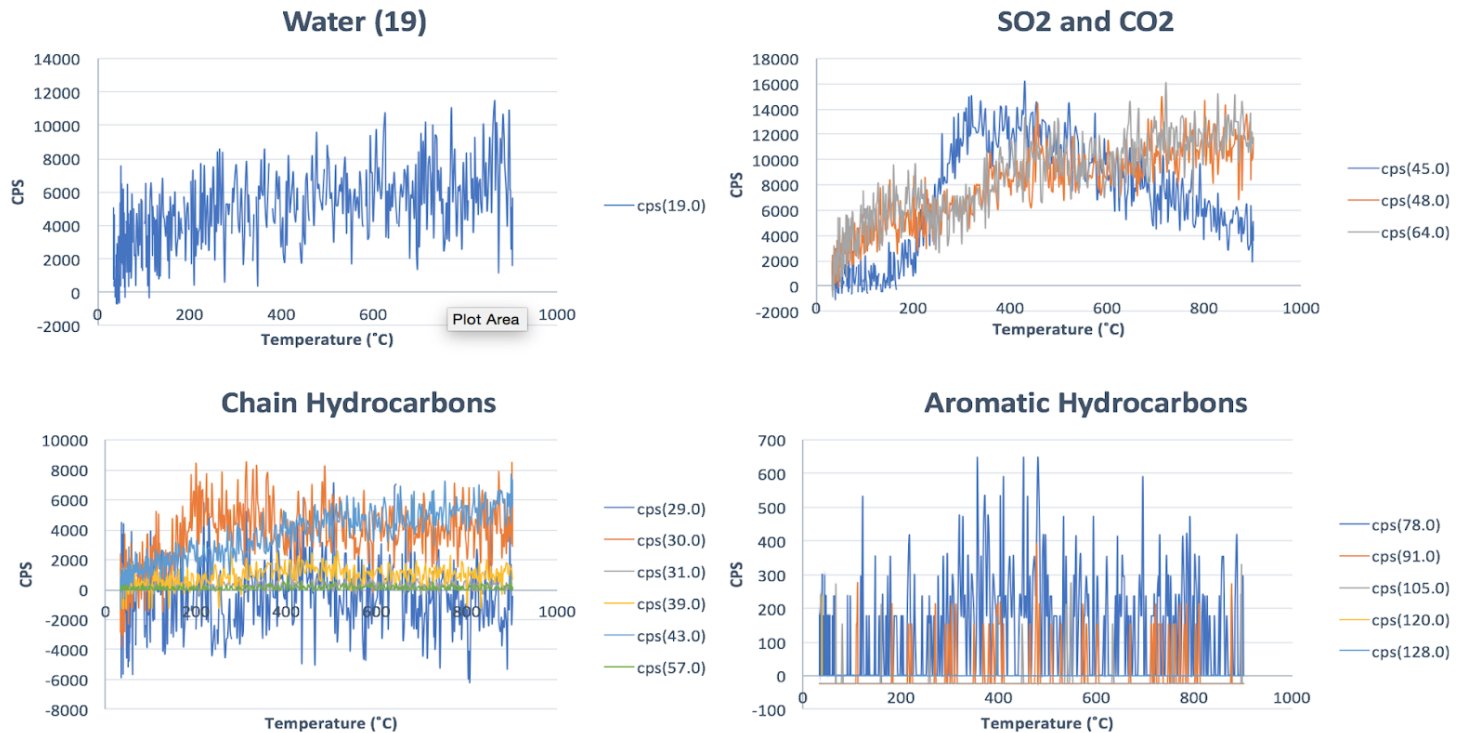 Water (19)
14000
12000
10000
8000
6000
4000
2000
0
-2000
CPS
0
200
400
600
1000
Temperature (˚C)
Plot Area
cps(19.0)
SO2 and CO2
18000
16000
14000
12000
10000
8000
6000
4000
2000
0
-2000
CPS
0
200
400
600
800
1000
Temperature (˚C)
cps(45.0)
cps(48.0)
cps(64.0)
Chain Hydrocarbons
10000
8000
6000
4000
2000
0
-2000
-4000
-6000
-8000
CPS
0
200
400
600
800
1000
Temperature (˚C)
cps(29.0)
cps(30.0)
cps(31.0)
cps(39.0)
cps(43.0)
cps(57.0)
Aromatic Hydrocarbons
700
600
500
400
300
200
100
0
-100
CPS
0
200
400
600
800
1000
Temperature (˚C)
cps(78.0)
cps(91.0)
cps(105.0)
cps(120.0)
cps(128.0)